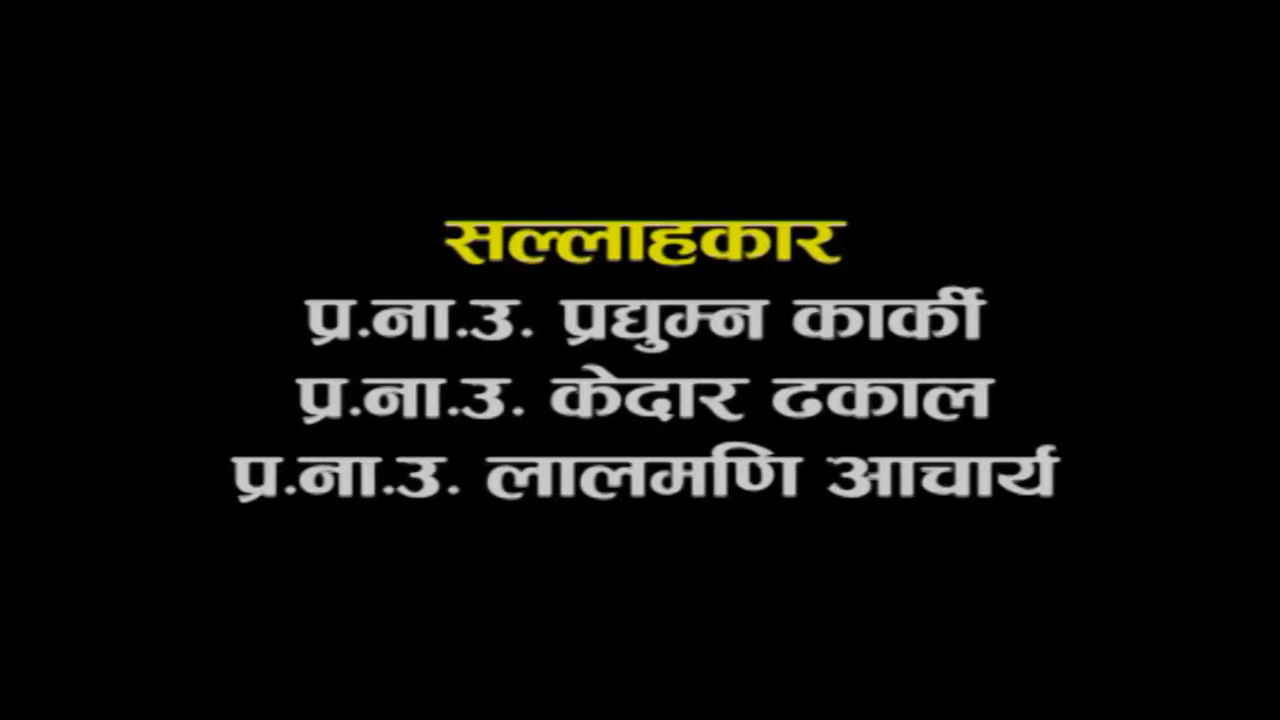 सल्लाहकार
प्र.ना.उ. प्रद्युम्न कार्की
प्र.ना.उ. केदार ढकाल
प्र.ना.उ. लालमणि आचार्य